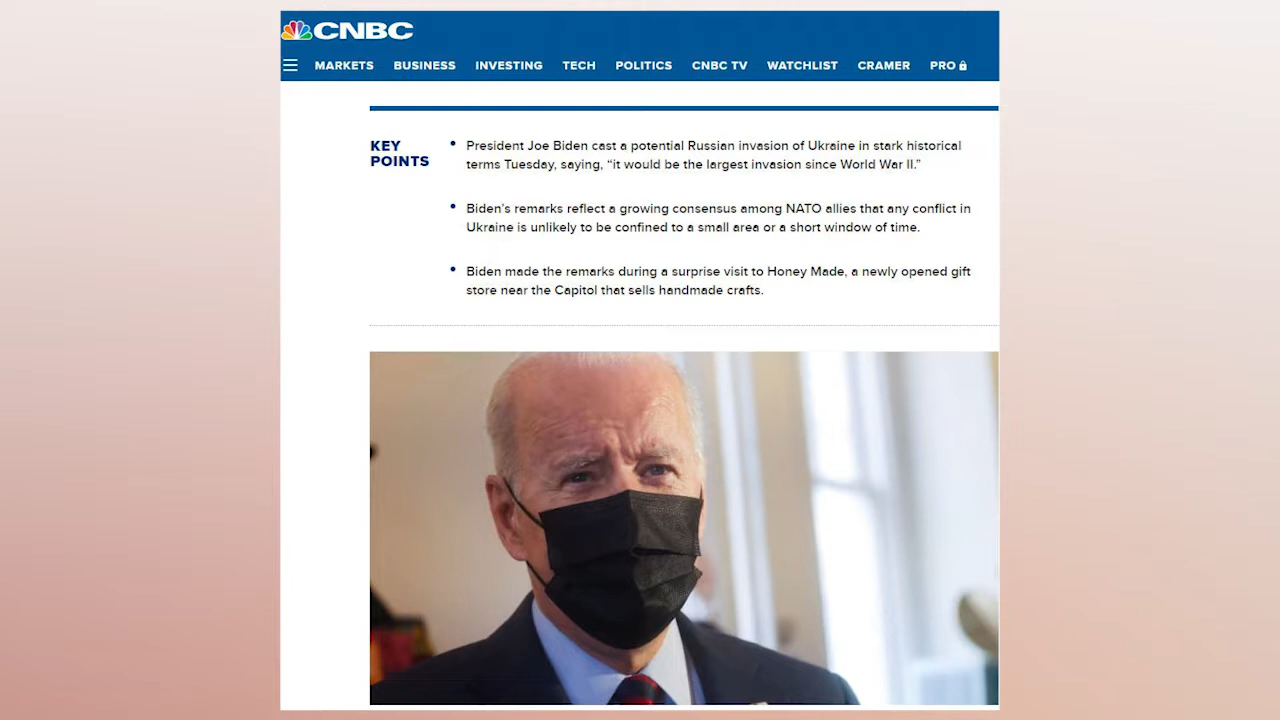 CNBC
MARKETS BUSINESS INVESTING TECH POLITICS CNBC TV WATCHLIST CRAMER PRO
KEY POINTS
• President Joe Biden cast a potential Russian invasion of Ukraine in stark historical
terms Tuesday, saying, “it would be the largest invasion since World War II.”
• Biden’s remarks reflect a growing consensus among NATO allies that any conflict in
Ukraine is unlikely to be confined to a small area or a short window of time.
• Biden made the remarks during a surprise visit to Honey Made, a newly opened gift
store near the Capitol that sells handmade crafts.